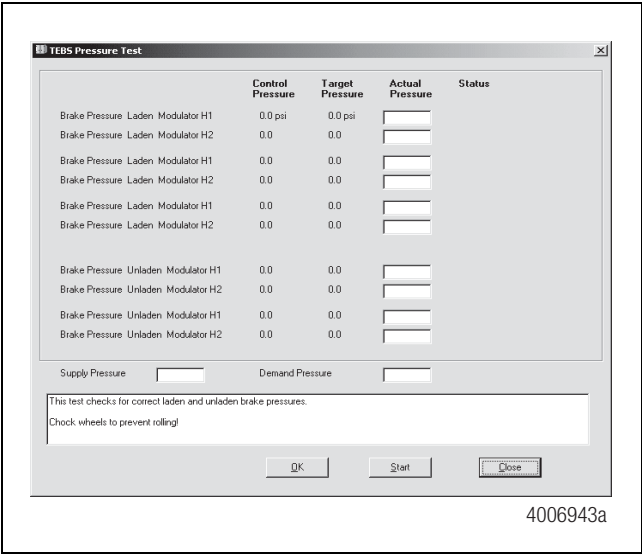 TEBS Pressure Test
Control Pressure Target Pressure Actual Pressure Status
Brake Pressure Laden Modulator H1 0.0 psi 0.0 psi
Brake Pressure Laden Modulator H2 0.0 0.0
Brake Pressure Laden Modulator H1 0.0 0.0
Brake Pressure Laden Modulator H2 0.0 0.0
Brake Pressure Laden Modulator H1 0.0 0.0
Brake Pressure Laden Modulator H2 0.0 0.0
Brake Pressure Unladen Modulator H1 0.0 0.0
Brake Pressure Unladen Modulator H2 0.0 0.0
Brake Pressure Unladen Modulator H1 0.0 0.0
Brake Pressure Unladen Modulator H2 0.0 0.0
Supply Pressure Demand Pressure
This test checks for correct laden and unladen brake pressures.
Chock wheels to prevent rolling!
OK Start Close
4006943a